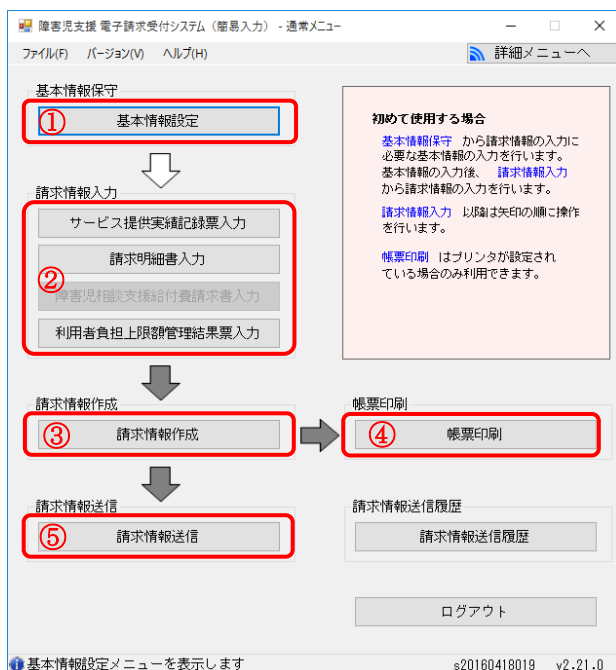 障害児支援 電子請求受付システム（簡易入力） - 通常メニュー
ファイル(F) バージョン(V) ヘルプ(H) 詳細メニューへ
基本情報保守
① 基本情報設定
請求情報入力
サービス提供実績記録票入力
請求明細書入力
②
障害児相談支援給付費請求書入力
利用者負担上限額管理結果票入力
初めて使用する場合
基本情報保守 から請求情報の入力に
必要な基本情報の入力を行います。
基本情報の入力後、 請求情報入力
から請求情報の入力を行います。
請求情報入力 以降は矢印の順に操作
を行います。
帳票印刷 はプリンタが設定され
ている場合のみ利用できます。
請求情報作成
③ 請求情報作成
帳票印刷
④ 帳票印刷
請求情報送信
⑤ 請求情報送信
請求情報送信履歴
請求情報送信履歴
ログアウト
基本情報設定メニューを表示します s20160418019 v2.21.0